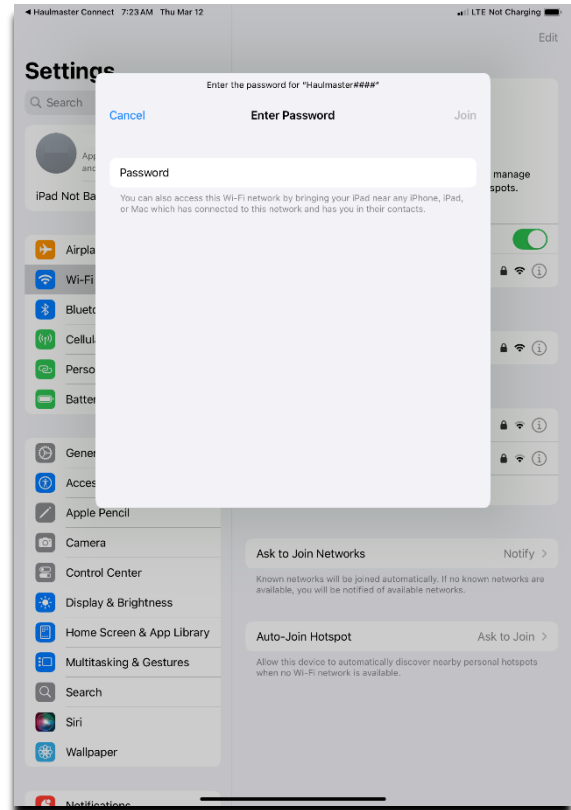 Haulmaster Connect 7:23 AM Thu Mar 12
LTE Not Charging
Edit
Settings
Enter the password for "Haulmaster####"
Cancel
Enter Password
Join
Search
App
and
iPad Not Ba
Password
You can also access this Wi-Fi network by bringing your iPad near any iPhone, iPad,
or Mac which has connected to this network and has you in their contacts.
manage
spots.
Airpla
Wi-Fi
Blueto
Cellul
Perso
Batter
Gener
Acces
Apple Pencil
Camera
Control Center
Display & Brightness
Home Screen & App Library
Multitasking & Gestures
Search
Siri
Wallpaper
Notifications
Ask to Join Networks
Notify
Known networks will be joined automatically. If no known networks are
available, you will be notified of available networks.
Auto-Join Hotspot
Ask to Join
Allow this device to automatically discover nearby personal hotspots
when no Wi-Fi network is available.